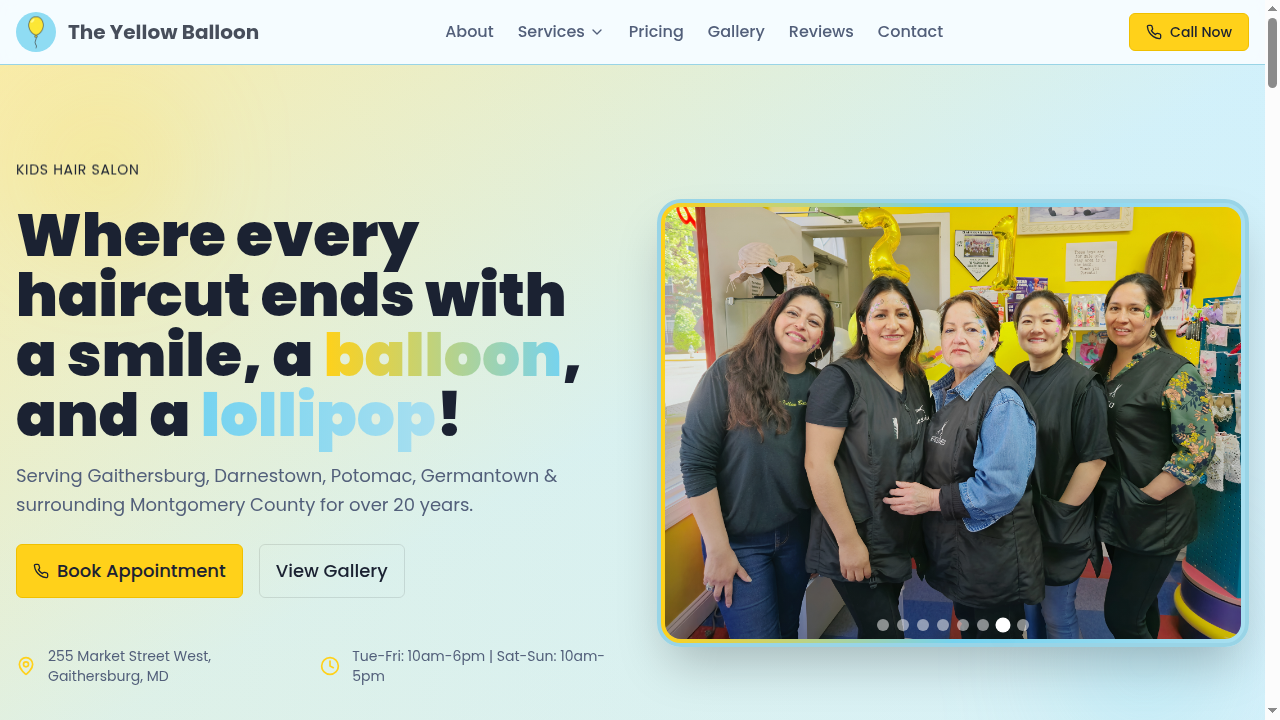 The Yellow Balloon
About
Services
Pricing
Gallery
Reviews
Contact
Call Now
KIDS HAIR SALON
Where every
haircut ends with
a smile, a balloon,
and a lollipop!
Serving Gaithersburg, Darnestown, Potomac, Germantown &
surrounding Montgomery County for over 20 years.
Book Appointment
View Gallery
255 Market Street West,
Gaithersburg, MD
Tue-Fri: 10am-6pm | Sat-Sun: 10am-
5pm
21